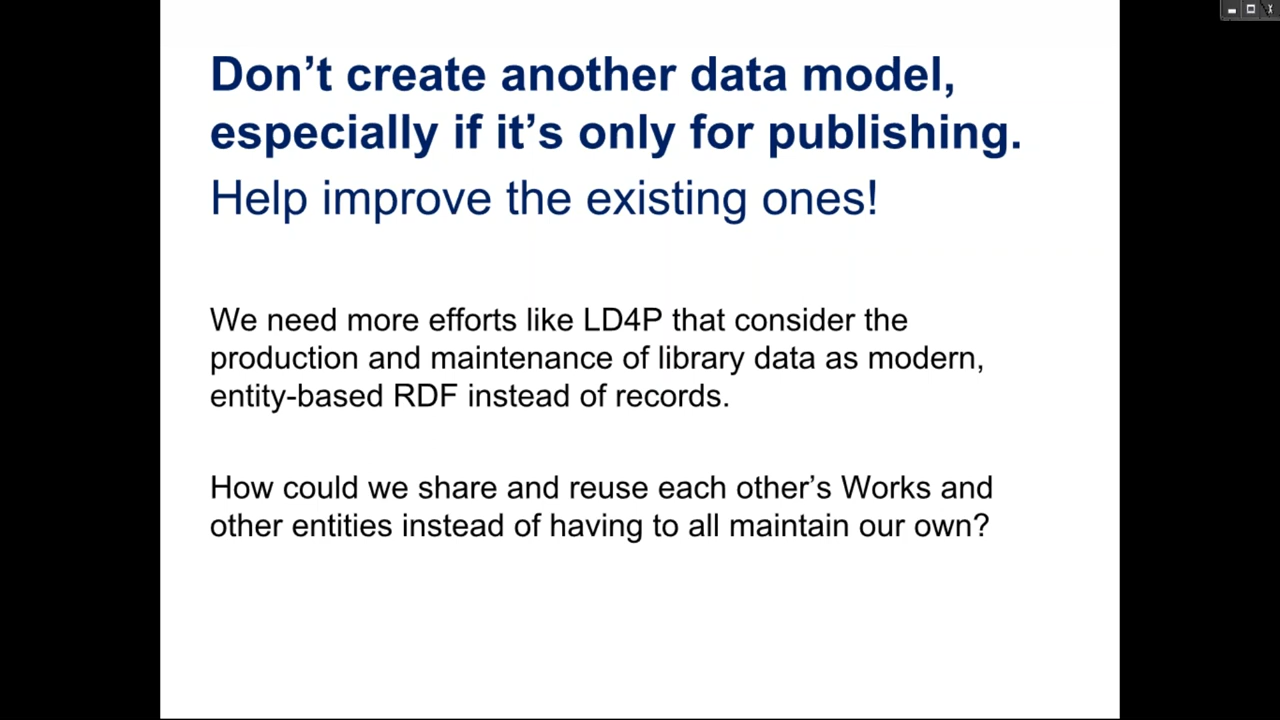 Don’t create another data model,
especially if it’s only for publishing.
Help improve the existing ones!
We need more efforts like LD4P that consider the
production and maintenance of library data as modern,
entity-based RDF instead of records.
How could we share and reuse each other’s Works and
other entities instead of having to all maintain our own?